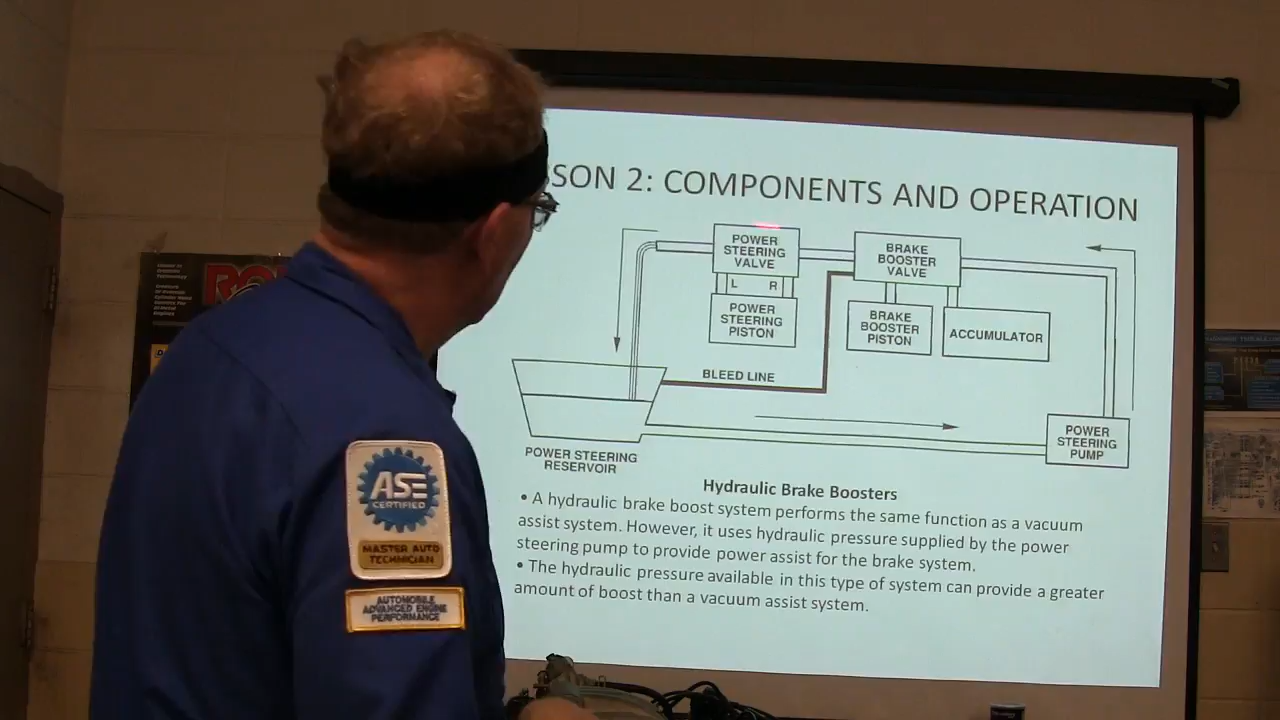 SSON 2: COMPONENTS AND OPERATION
POWER
STEERING
VALVE
BRAKE
BOOSTER
VALVE
L R
POWER
STEERING
PISTON
BRAKE
BOOSTER
PISTON
ACCUMULATOR
BLEED LINE
POWER
STEERING
PUMP
POWER STEERING
RESERVOIR
Hydraulic Brake Boosters
• A hydraulic brake boost system performs the same function as a vacuum
assist system. However, it uses hydraulic pressure supplied by the power
steering pump to provide power assist for the brake system.
• The hydraulic pressure available in this type of system can provide a greater
amount of boost than a vacuum assist system.
ASE
CERTIFIED
MASTER AUTO
TECHNICIAN
AUTOMOBILE
ADVANCED ENGINE
PERFORMANCE